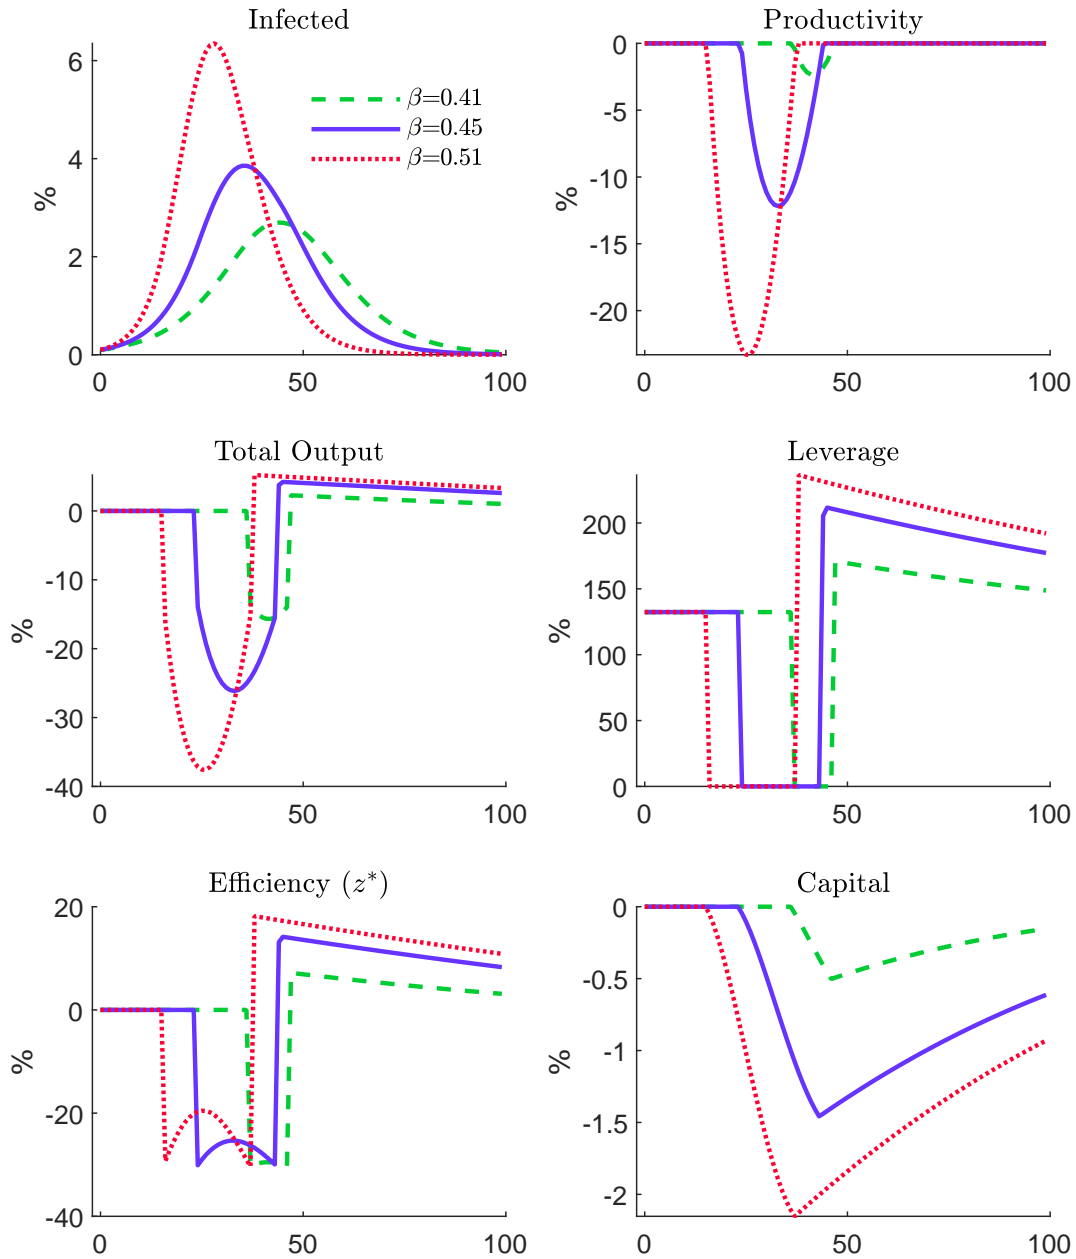 Infected
%
6
4
2
0
0 50 100
β=0.41
β=0.45
β=0.51
Productivity
%
0
-5
-10
-15
-20
0 50 100
Total Output
%
0
-10
-20
-30
-40
0 50 100
Leverage
%
200
150
100
50
0
0 50 100
Efficiency (z*)
%
20
0
-20
-40
0 50 100
Capital
%
0
-0.5
-1
-1.5
-2
0 50 100